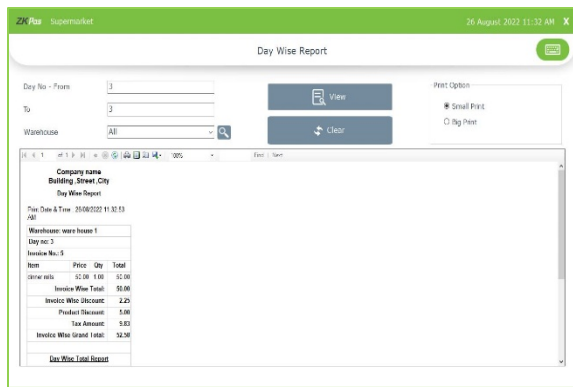 ZKPos Supermarket 26 August 2022 11:32 AM X
Day Wise Report
Day No - From 3
To 3
Warehouse All
View
Clear
Print Option
Small Print
Big Print
1 of 1 100% Find | Next
Company name
Building ,Street ,City
Day Wise Report
Print Date & Time : 26/08/2022 11:32:53
AM
Warehouse: ware house 1
Day no: 3
Invoice No.: 5
Item Price Qty Total
dinner mils 50.00 1.00 50.00
Invoice Wise Total: 50.00
Invoice Wise Discount: 2.25
Product Discount: 5.00
Tax Amount: 9.83
Invoice Wise Grand Total: 52.58
Day Wise Total Report